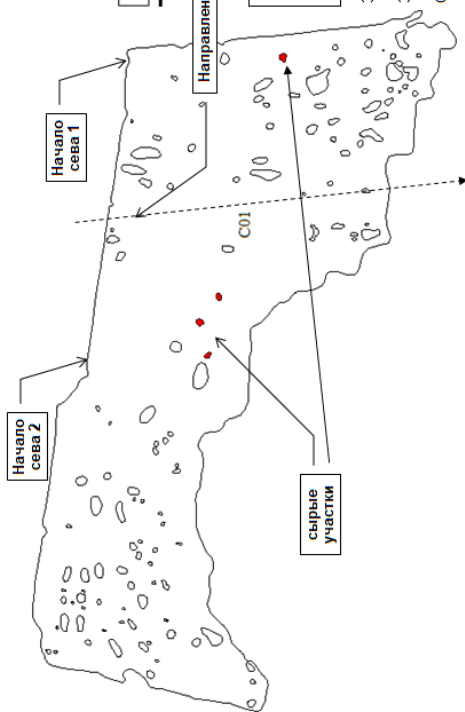 Начало
сева 1
Направлен
Начало
сева 2
С01
сырые
участки